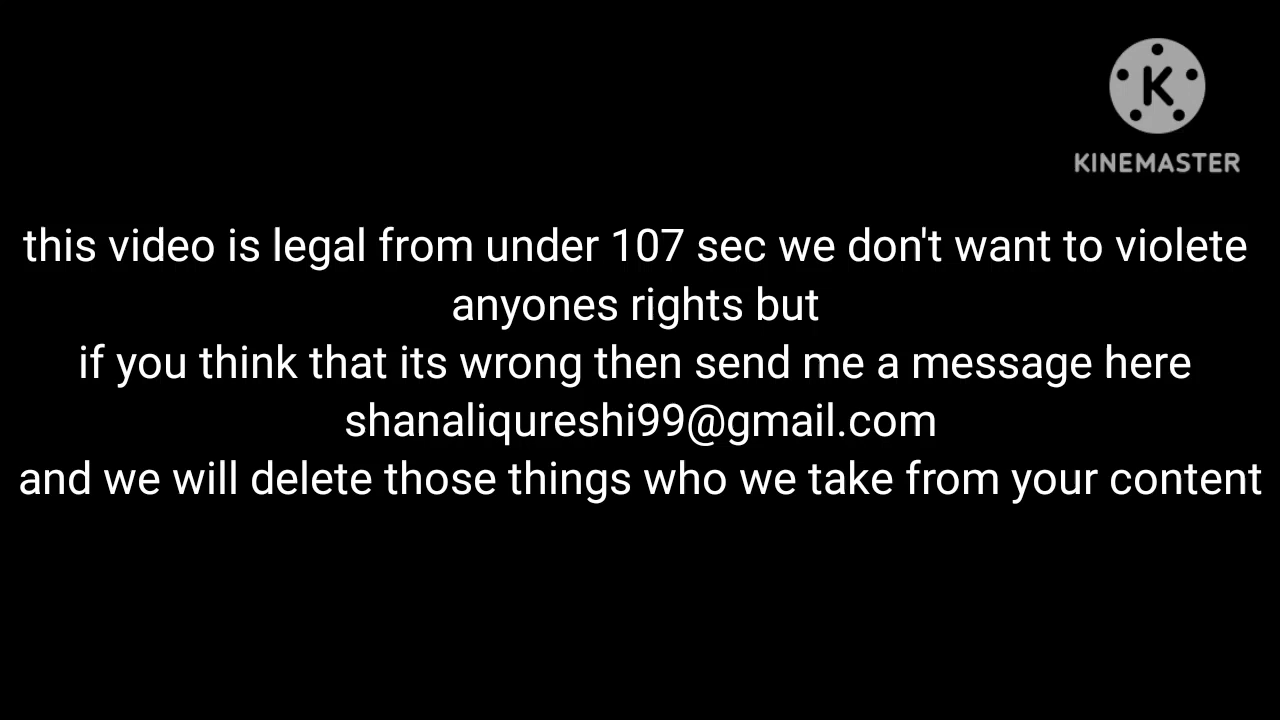 K
KINEMASTER
this video is legal from under 107 sec we don't want to violete
anyones rights but
if you think that its wrong then send me a message here
shanaliqureshi99@gmail.com
and we will delete those things who we take from your content